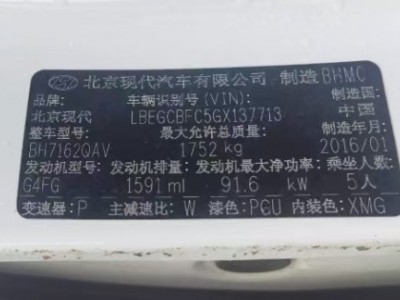 北京现代汽车有限公司 制造 BHMC
品牌: 车辆识别号(VIN): 制造国:
北京现代 LBEGCBFC5GX137713 中国
整车型号: 最大允许总质量: 制造年月:
BH7162QAV 1752 kg 2016/01
发动机型号: 发动机排量: 发动机最大净功率: 乘坐人数:
G4FG 1591 ml 91.6 kW 5人
变速器: P 主减速比: W 漆色: PCU 内装色: XMG